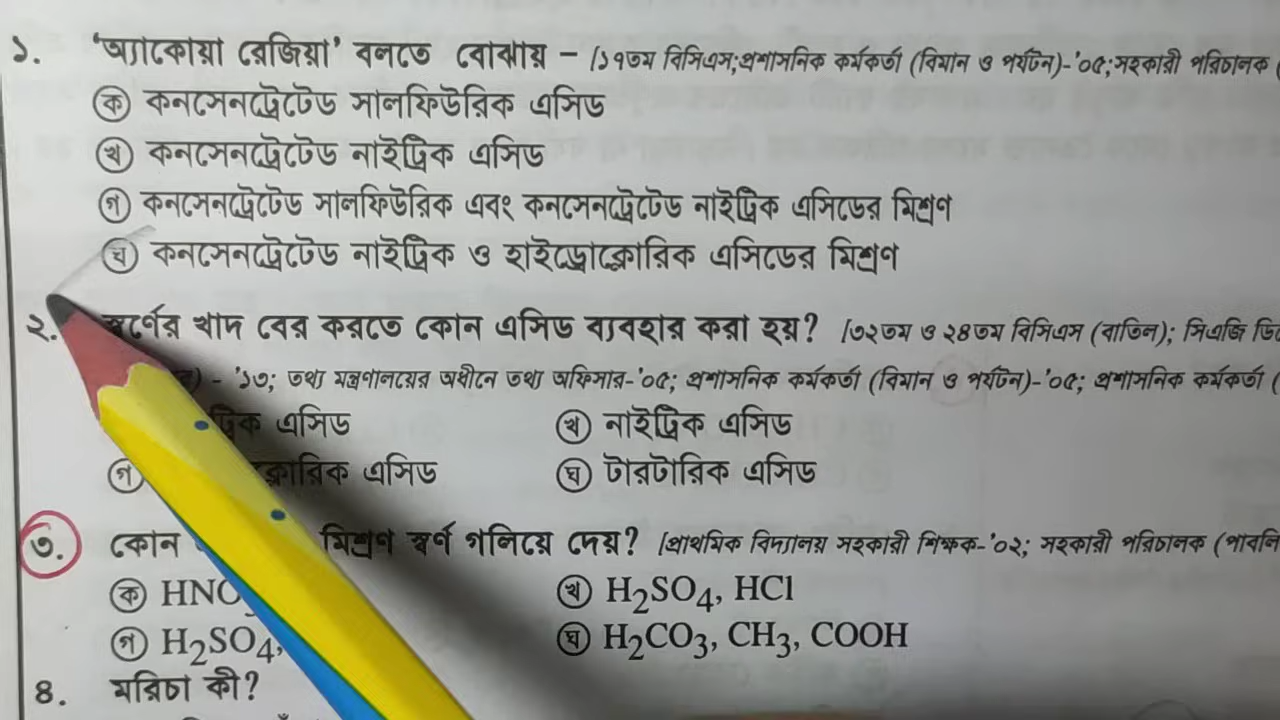 ১. ‘অ্যাকোয়া রেজিয়া’ বলতে বোঝায় – [১৭তম বিসিএস;প্রশাসনিক কর্মকর্তা (বিমান ও পর্যটন)-'০৫;সহকারী পরিচালক (
ক কনসেনট্রেটেড সালফিউরিক এসিড
খ কনসেনট্রেটেড নাইট্রিক এসিড
গ কনসেনট্রেটেড সালফিউরিক এবং কনসেনট্রেটেড নাইট্রিক এসিডের মিশ্রণ
ঘ কনসেনট্রেটেড নাইট্রিক ও হাইড্রোক্লোরিক এসিডের মিশ্রণ
২. স্বর্ণের খাদ বের করতে কোন এসিড ব্যবহার করা হয়? [৩২তম ও ২৪তম বিসিএস (বাতিল); সিএজি
- '১৩; তথ্য মন্ত্রণালয়ের অধীনে তথ্য অফিসার-'০৫; প্রশাসনিক কর্মকর্তা (বিমান ও পর্যটন)-'০৫; প্রশাসনিক কর্মকর্তা (
এসিড খ নাইট্রিক এসিড
গ এসিড ঘ টারটারিক এসিড
৩. কোন মিশ্রণ স্বর্ণ গলিয়ে দেয়? [প্রাথমিক বিদ্যালয় সহকারী শিক্ষক-'০২; সহকারী পরিচালক
ক খ H₂SO₄, HCl
গ H₂SO₄, ঘ H₂CO₃, CH₃, COOH
৪. মরিচা কী?